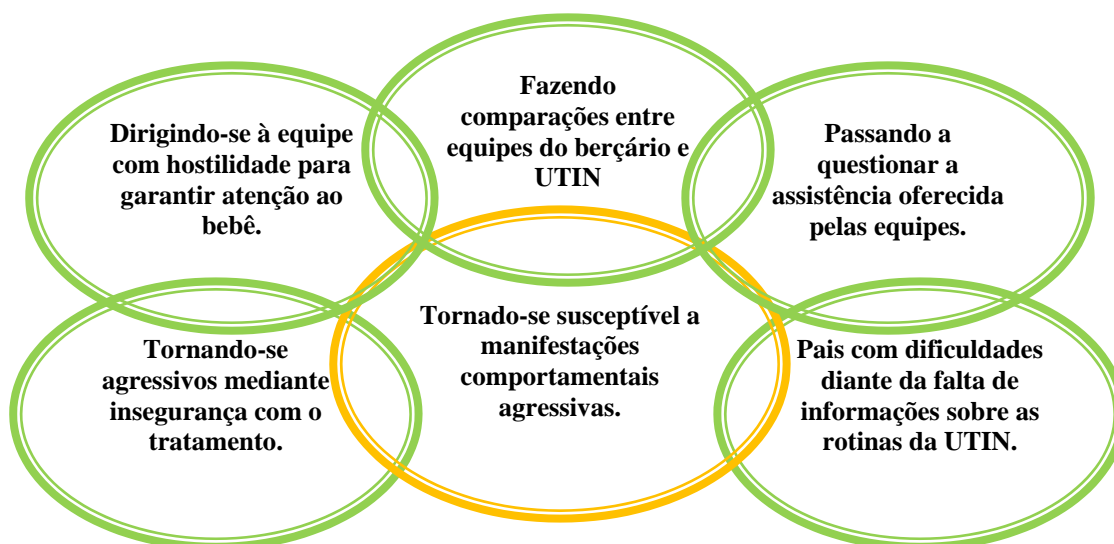 Dirigindo-se à equipe
com hostilidade para
garantir atenção ao
bebê.
Fazendo
comparações entre
equipes do berçário e
UTIN
Passando a
questionar a
assistência oferecida
pelas equipes.
Tornando-se
agressivos mediante
insegurança com o
tratamento.
Tornado-se susceptível a
manifestações
comportamentais
agressivas.
Pais com dificuldades
diante da falta de
informações sobre as
rotinas da UTIN.